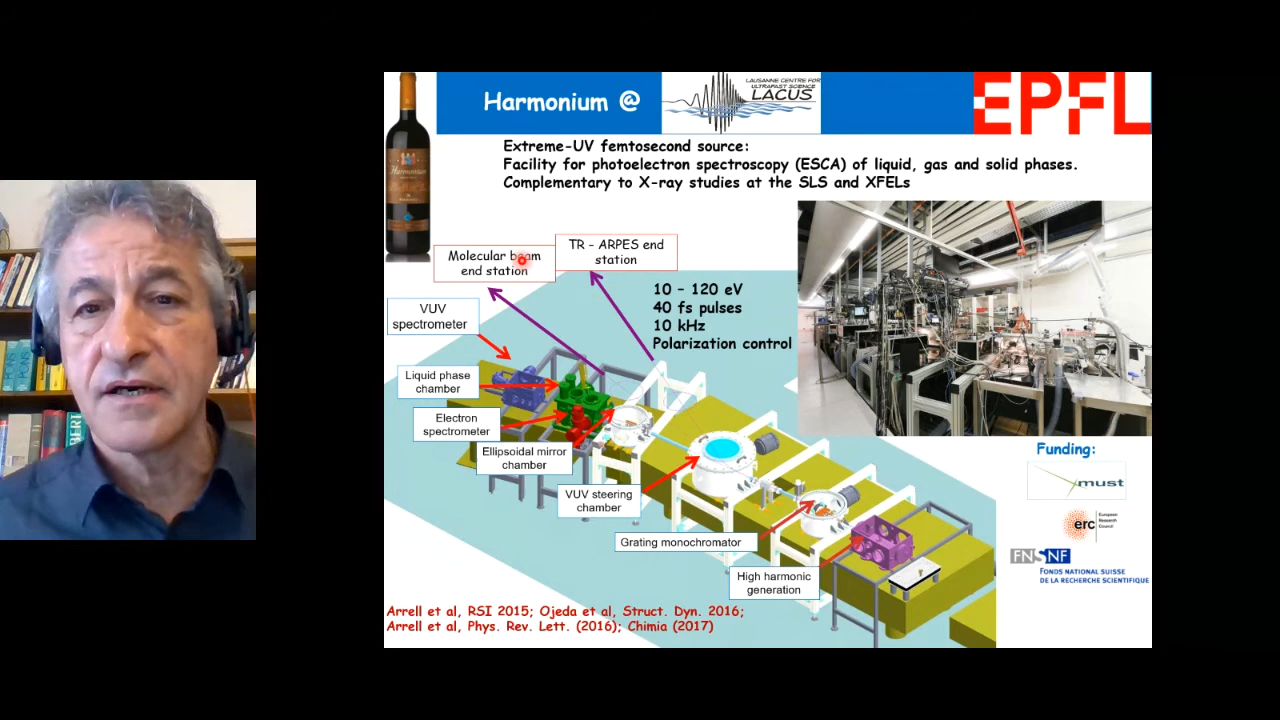 Harmonium @
LAUSANNE CENTRE FOR
ULTRAFAST SCIENCE
LACUS
EPFL
Harmonium
Extreme-UV femtosecond source:
Facility for photoelectron spectroscopy (ESCA) of liquid, gas and solid phases.
Complementary to X-ray studies at the SLS and XFELs
Molecular beam
end station
TR - ARPES end
station
10 - 120 eV
40 fs pulses
10 kHz
Polarization control
VUV
spectrometer
Liquid phase
chamber
Electron
spectrometer
Ellipsoidal mirror
chamber
VUV steering
chamber
Grating monochromator
High harmonic
generation
Funding:
must
erc
European
Research
Council
FNSNF
FONDS NATIONAL SUISSE
DE LA RECHERCHE SCIENTIFIQUE
Arrell et al, RSI 2015; Ojeda et al, Struct. Dyn. 2016;
Arrell et al, Phys. Rev. Lett. (2016); Chimia (2017)
PONS